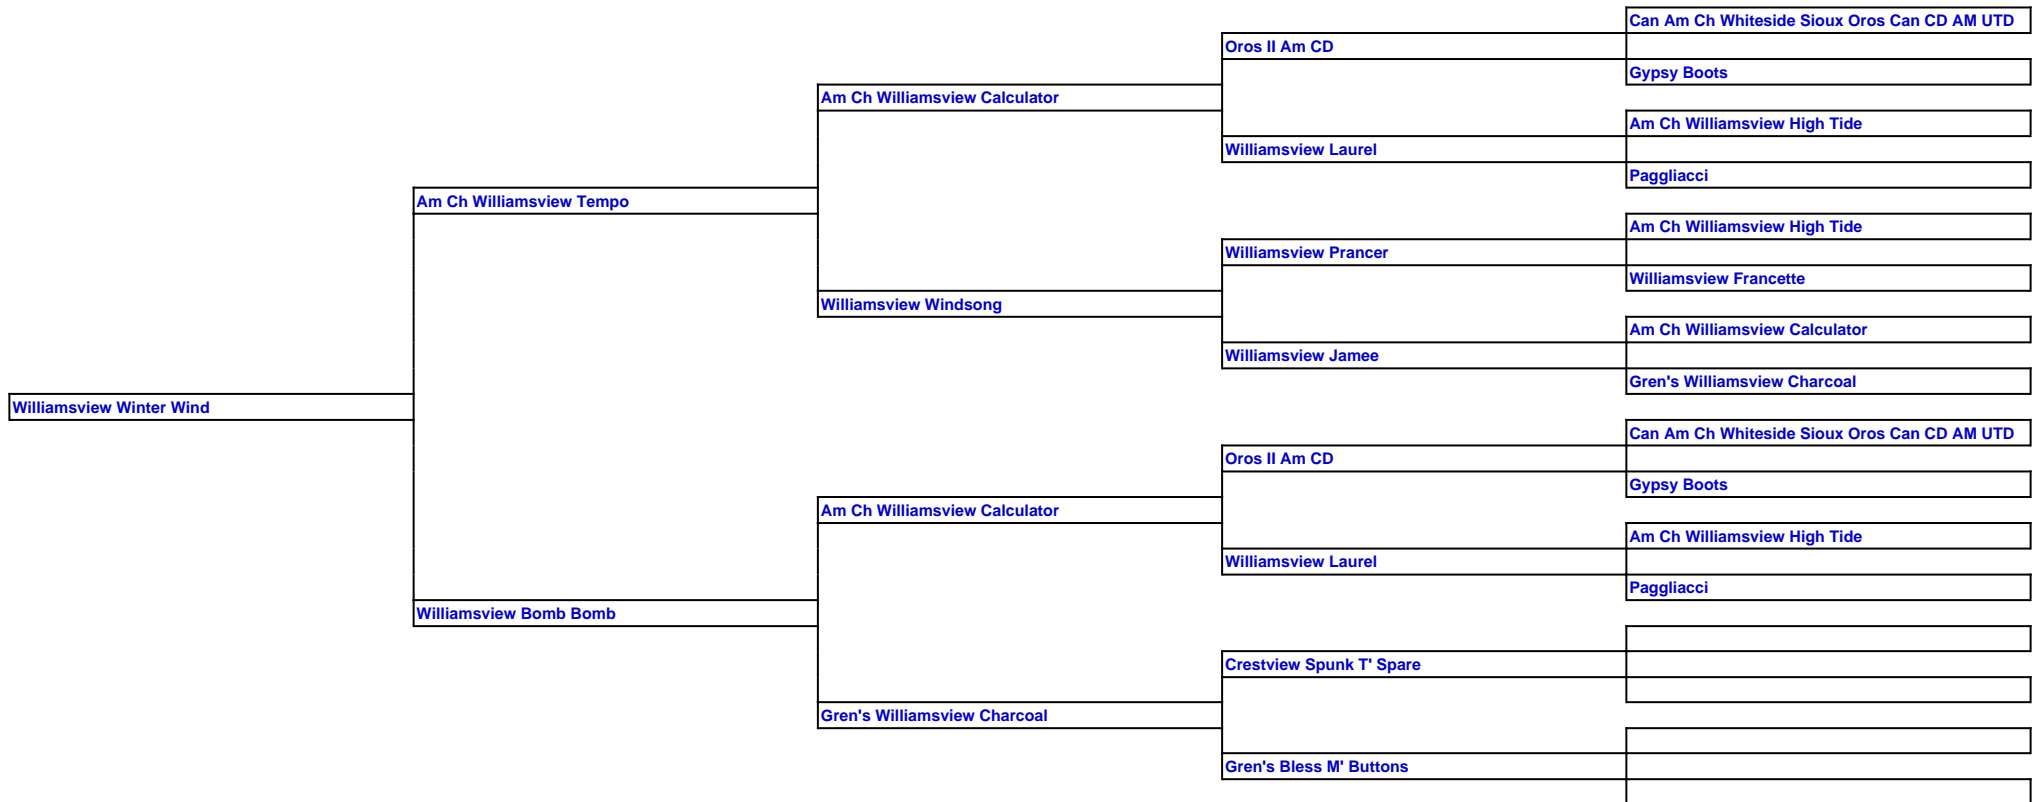 Can Am Ch Whiteside Sioux Oros Can CD AM UTD
Oros II Am CD
Gypsy Boots
Am Ch Williamsview Calculator
Am Ch Williamsview High Tide
Williamsview Laurel
Paggliacci
Am Ch Williamsview Tempo
Am Ch Williamsview High Tide
Williamsview Prancer
Williamsview Francette
Williamsview Windsong
Am Ch Williamsview Calculator
Williamsview Jamee
Gren's Williamsview Charcoal
Williamsview Winter Wind
Can Am Ch Whiteside Sioux Oros Can CD AM UTD
Oros II Am CD
Gypsy Boots
Am Ch Williamsview Calculator
Am Ch Williamsview High Tide
Williamsview Laurel
Paggliacci
Williamsview Bomb Bomb
Crestview Spunk T' Spare
Gren's Williamsview Charcoal
Gren's Bless M' Buttons